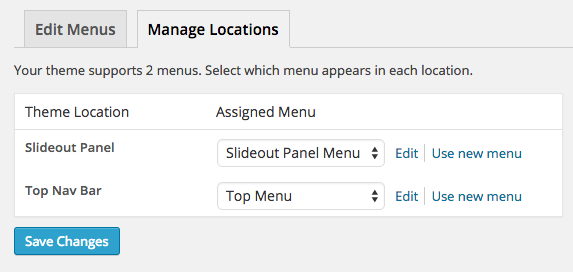 Edit Menus Manage Locations
Your theme supports 2 menus. Select which menu appears in each location.
Theme Location Assigned Menu
Slideout Panel Slideout Panel Menu Edit Use new menu
Top Nav Bar Top Menu Edit Use new menu
Save Changes